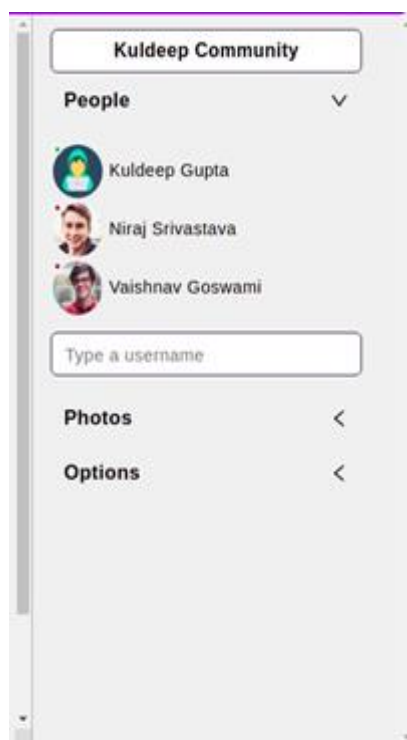 Kuldeep Community
People
Kuldeep Gupta
Niraj Srivastava
Vaishnav Goswami
Type a username
Photos
Options